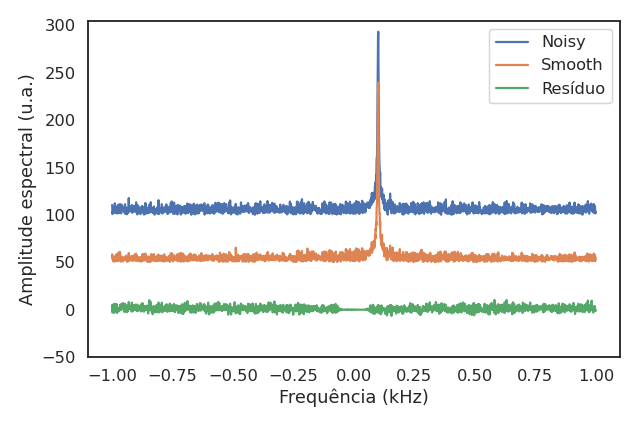 300
250
200
150
100
50
0
−50
Amplitude espectral (u.a.)
Noisy
Smooth
Resíduo
−1.00 −0.75 −0.50 −0.25 0.00 0.25 0.50 0.75 1.00
Frequência (kHz)